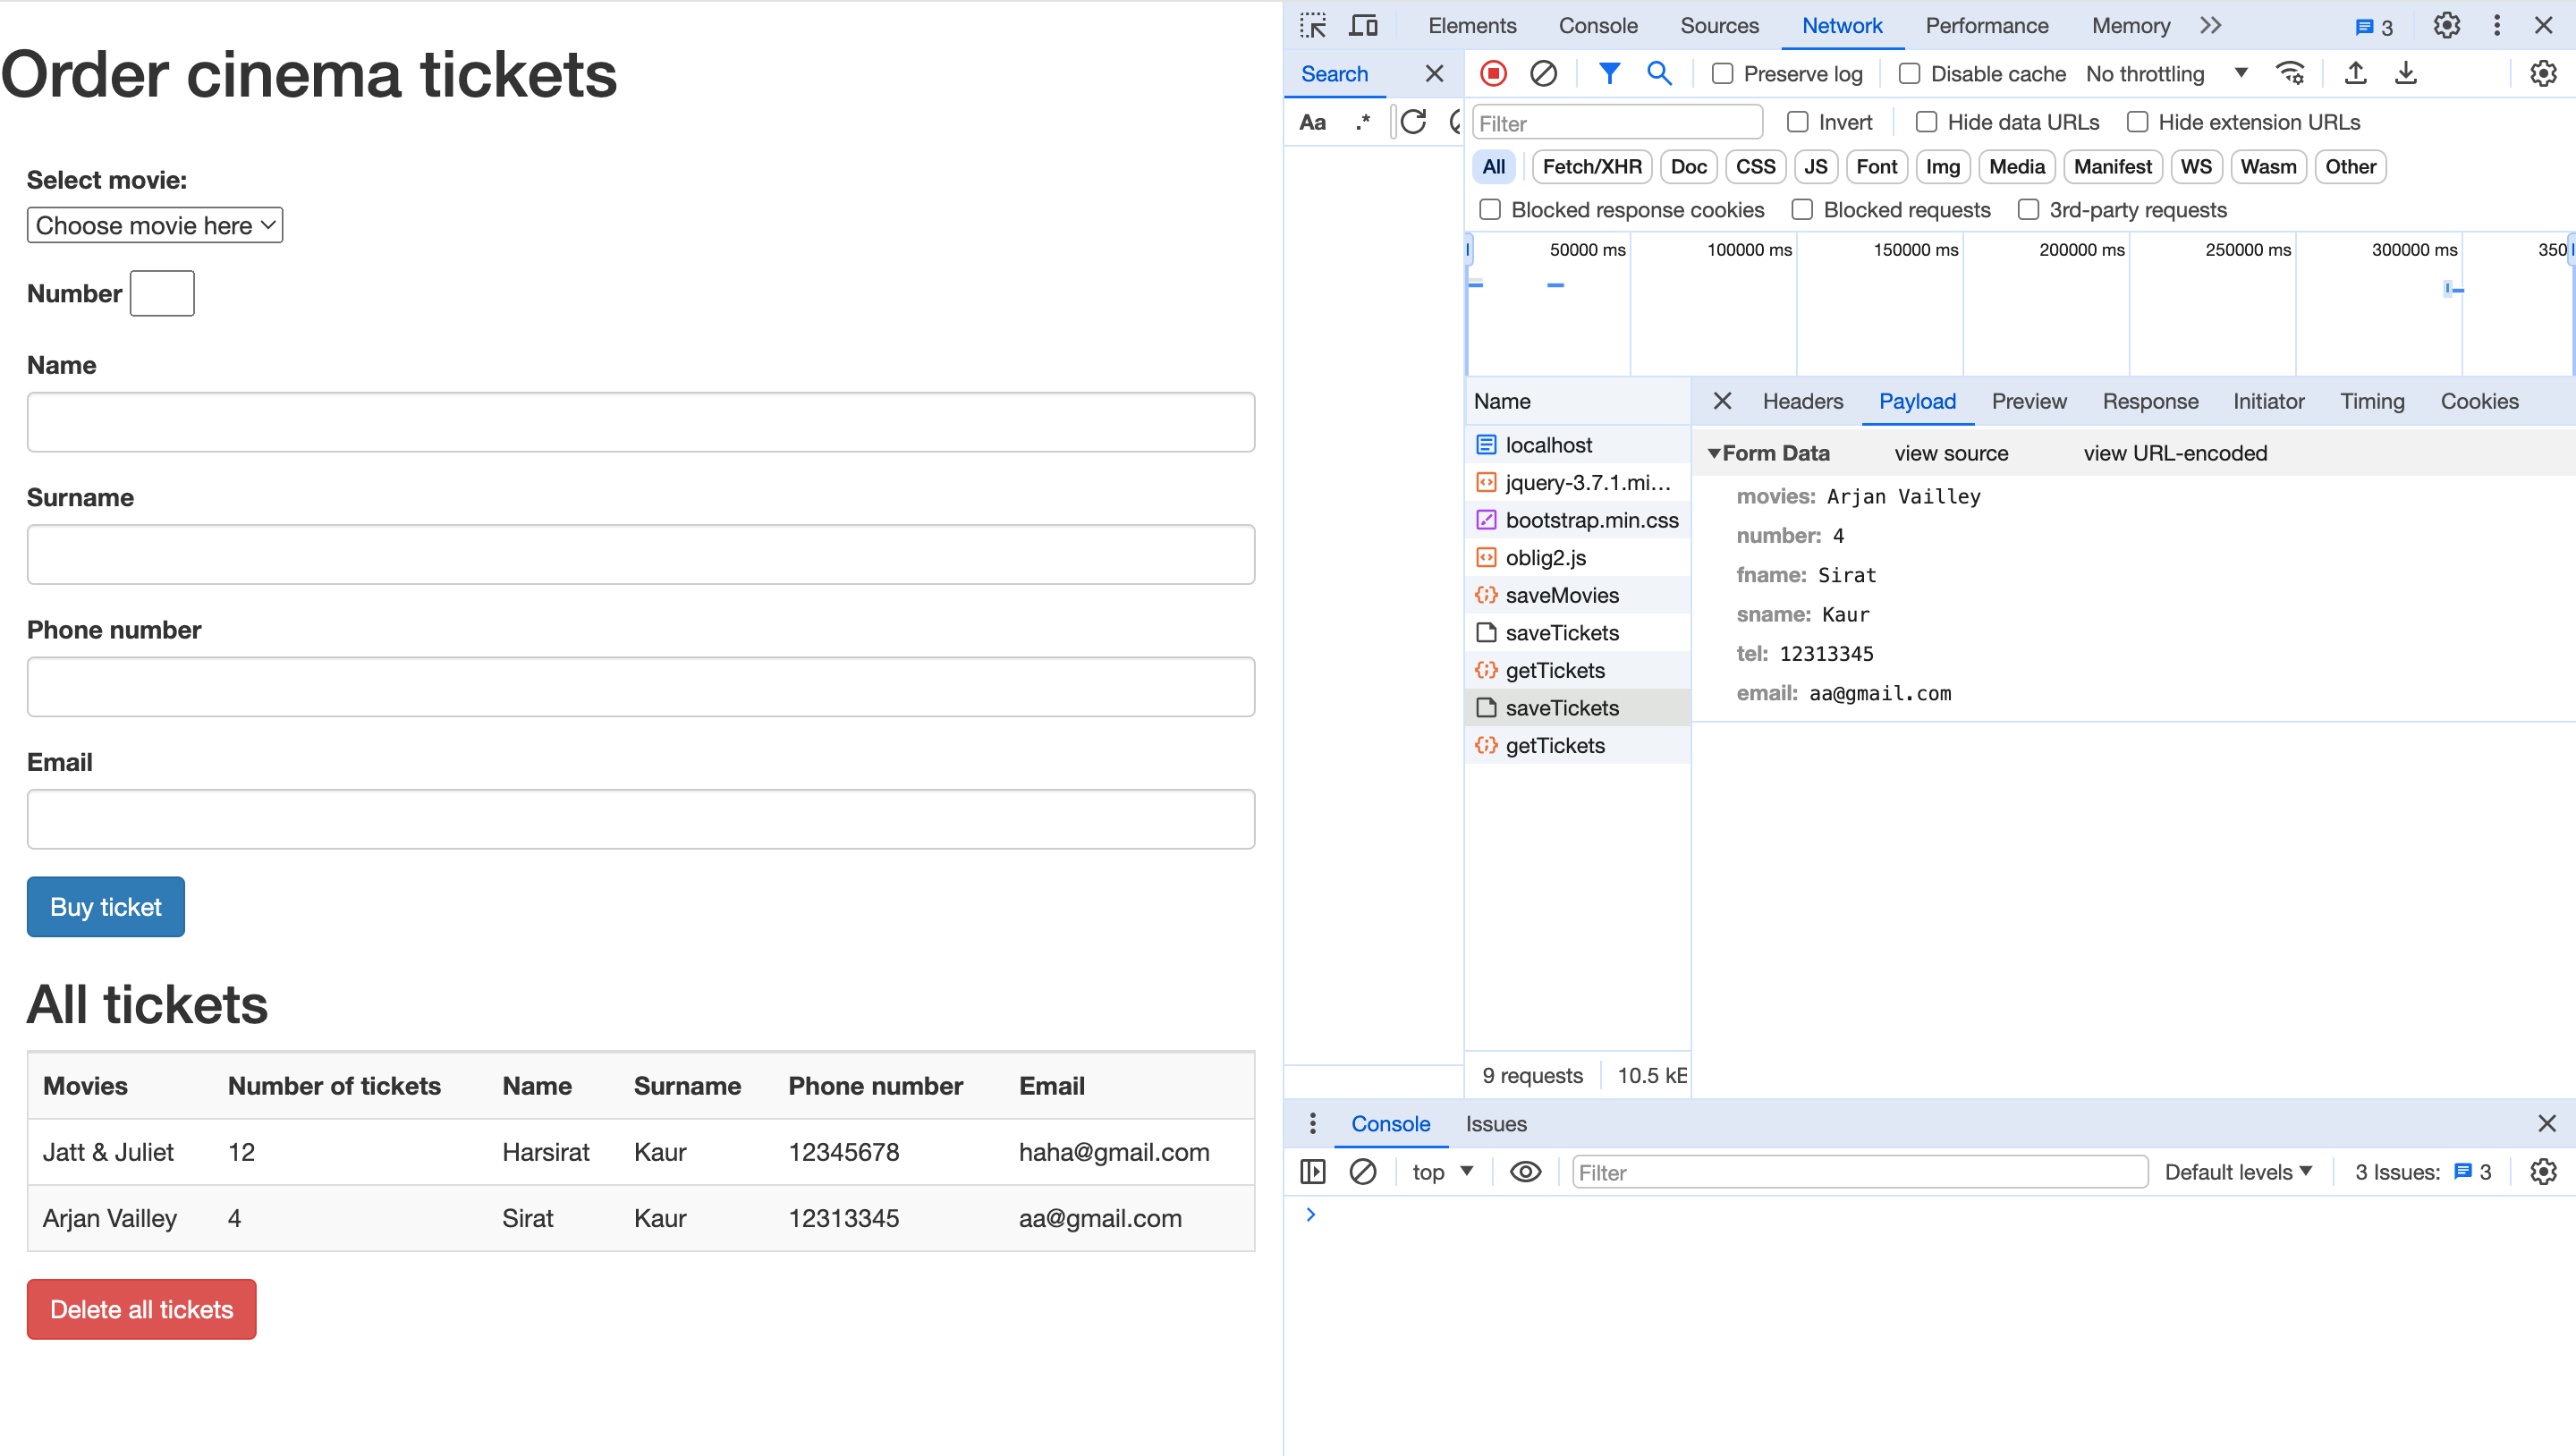 Order cinema tickets
Select movie:
Choose movie here
Number
Name
Surname
Phone number
Email
Buy ticket
All tickets
Movies Number of tickets Name Surname Phone number Email
Jatt & Juliet 12 Harsirat Kaur 12345678 haha@gmail.com
Arjan Vailley 4 Sirat Kaur 12313345 aa@gmail.com
Delete all tickets
Elements Console Sources Network Performance Memory 3
Search
Aa .*
Preserve log Disable cache No throttling
Filter Invert Hide data URLs Hide extension URLs
All Fetch/XHR Doc CSS JS Font Img Media Manifest WS Wasm Other
Blocked response cookies Blocked requests 3rd-party requests
50000 ms 100000 ms 150000 ms 200000 ms 250000 ms 300000 ms 350
Name
localhost
jquery-3.7.1.mi...
bootstrap.min.css
oblig2.js
saveMovies
saveTickets
getTickets
saveTickets
getTickets
9 requests 10.5 kB
Headers Payload Preview Response Initiator Timing Cookies
Form Data view source view URL-encoded
movies: Arjan Vailley
number: 4
fname: Sirat
sname: Kaur
tel: 12313345
email: aa@gmail.com
Console Issues
top Filter Default levels 3 Issues: 3